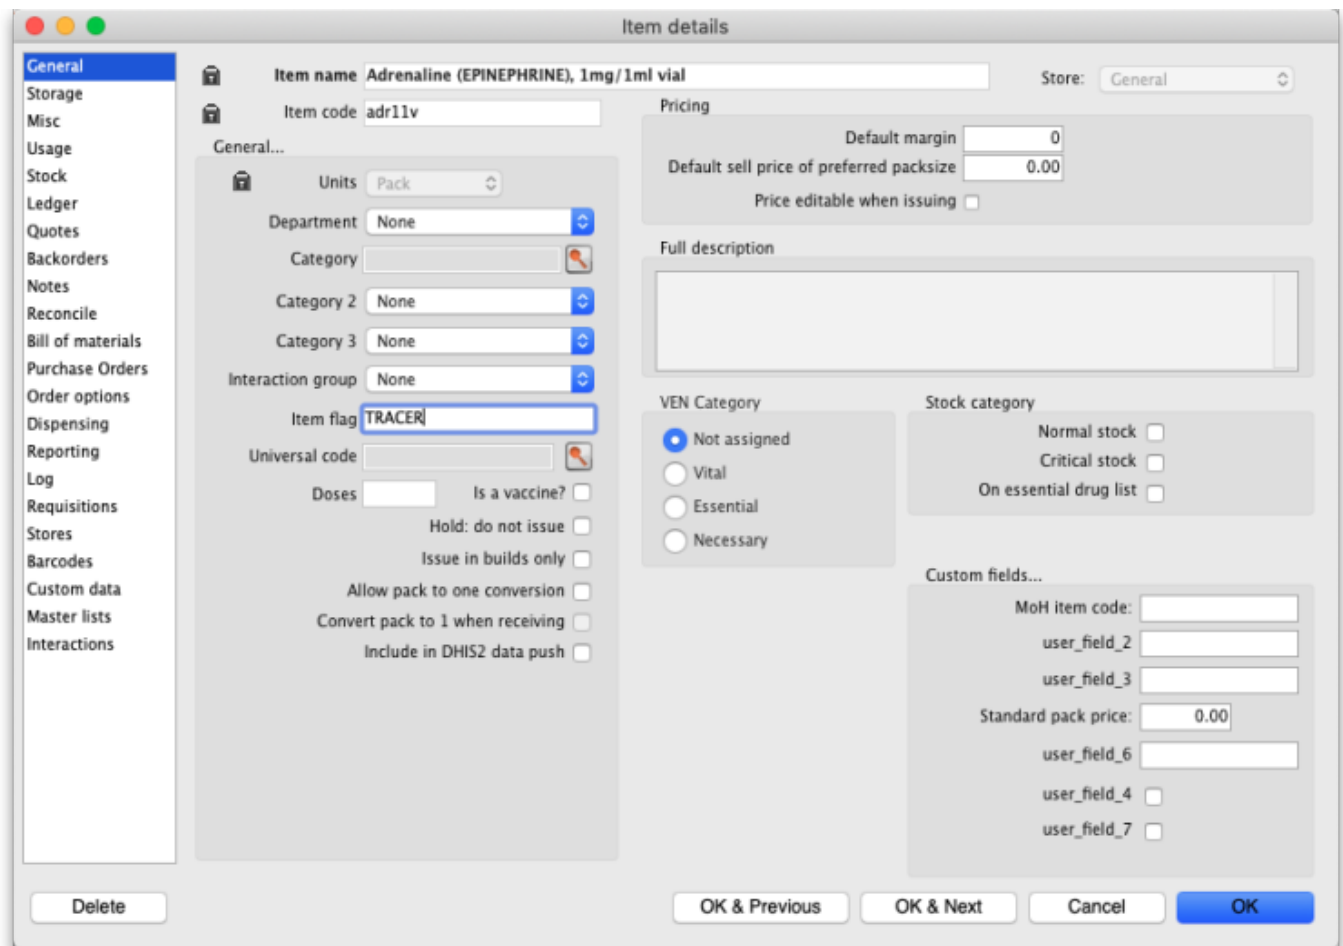 Item details
General
Storage
Misc
Usage
Stock
Ledger
Quotes
Backorders
Notes
Reconcile
Bill of materials
Purchase Orders
Order options
Dispensing
Reporting
Log
Requisitions
Stores
Barcodes
Custom data
Master lists
Interactions
Item name Adrenaline (EPINEPHRINE), 1mg/1ml vial
Store: General
Item code adr11v
General...
Units Pack
Department None
Category
Category 2 None
Category 3 None
Interaction group None
Item flag TRACER
Universal code
Doses Is a vaccine?
Hold: do not issue
Issue in builds only
Allow pack to one conversion
Convert pack to 1 when receiving
Include in DHIS2 data push
Pricing
Default margin 0
Default sell price of preferred packsize 0.00
Price editable when issuing
Full description
VEN Category
Not assigned
Vital
Essential
Necessary
Stock category
Normal stock
Critical stock
On essential drug list
Custom fields...
MoH item code:
user_field_2
user_field_3
Standard pack price: 0.00
user_field_6
user_field_4
user_field_7
Delete
OK & Previous
OK & Next
Cancel
OK